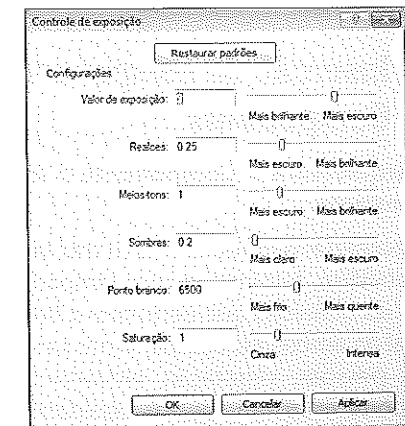 Controle de exposição
Restaurar padrões
Configurações
Valor de exposição:
Mais brilhante Mais escuro
Realces: 0.25
Mais escuro Mais brilhante
Meios-tons: 1
Mais escuro Mais brilhante
Sombras: 0.2
Mais claro Mais escuro
Ponto branco: 6500
Mais frio Mais quente
Saturação: 1
Cinza Intensa
OK Cancelar Aplicar